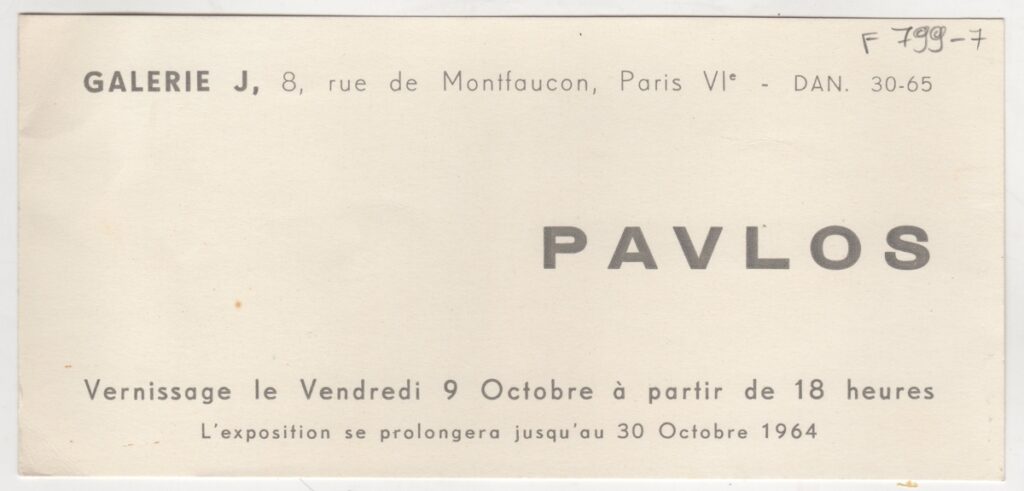 F 799-7
GALERIE J, 8, rue de Montfaucon, Paris VIᵉ - DAN. 30-65
PAVLOS
Vernissage le Vendredi 9 Octobre à partir de 18 heures
L'exposition se prolongera jusqu'au 30 Octobre 1964